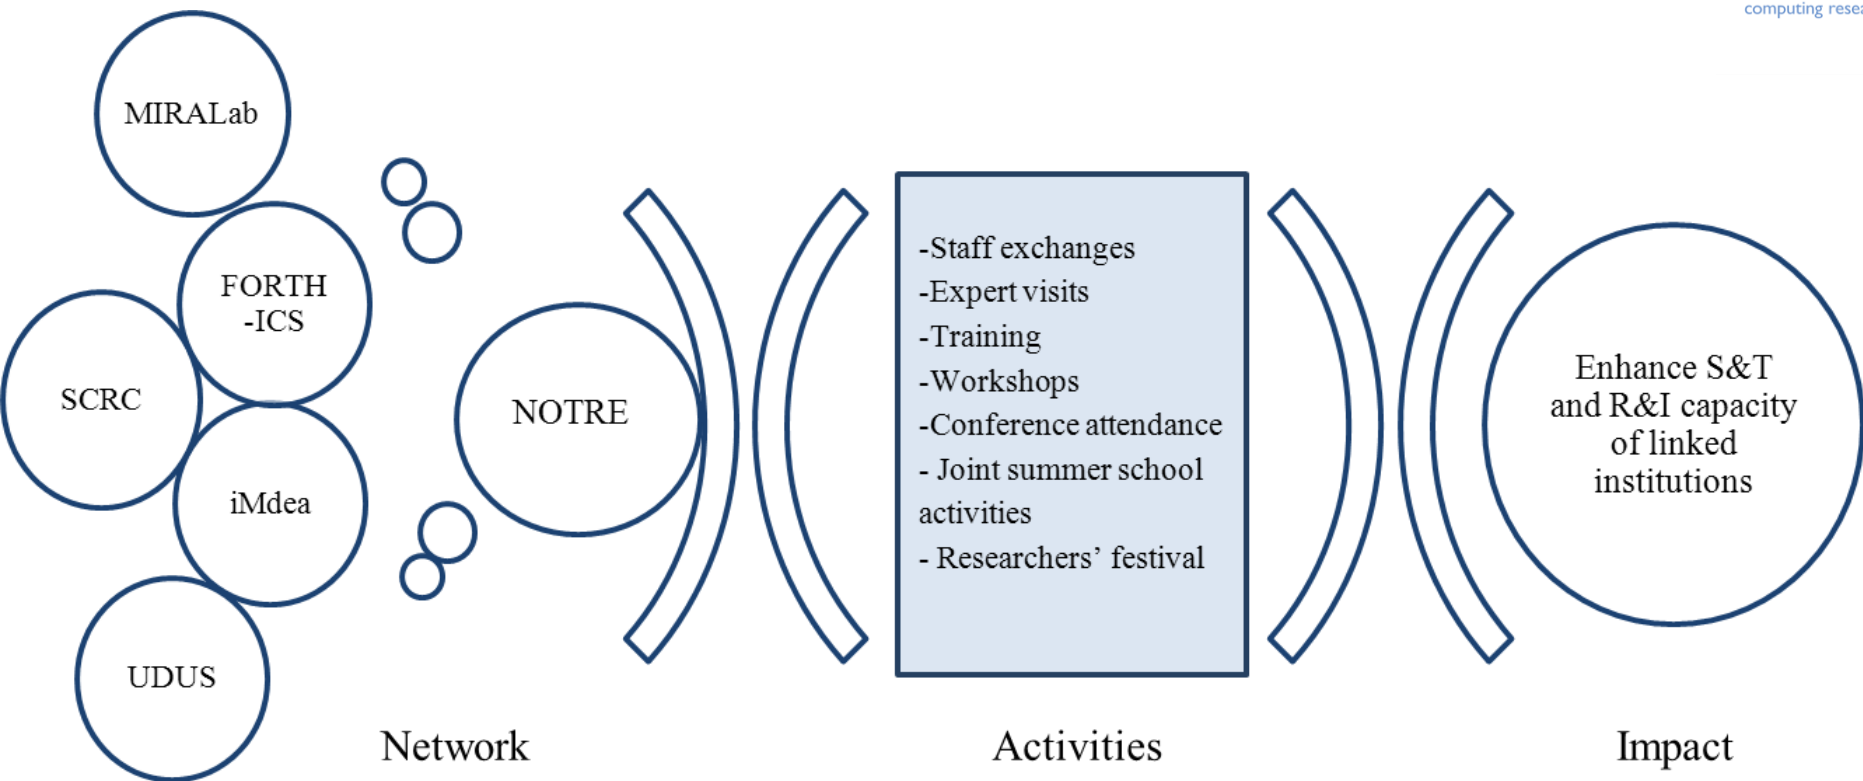 computing
MIRALab
FORTH
-ICS
SCRC
iMdea
UDUS
NOTRE
Network
-Staff exchanges
-Expert visits
-Training
-Workshops
-Conference attendance
- Joint summer school
activities
- Researchers’ festival
Activities
Enhance S&T
and R&I capacity
of linked
institutions
Impact